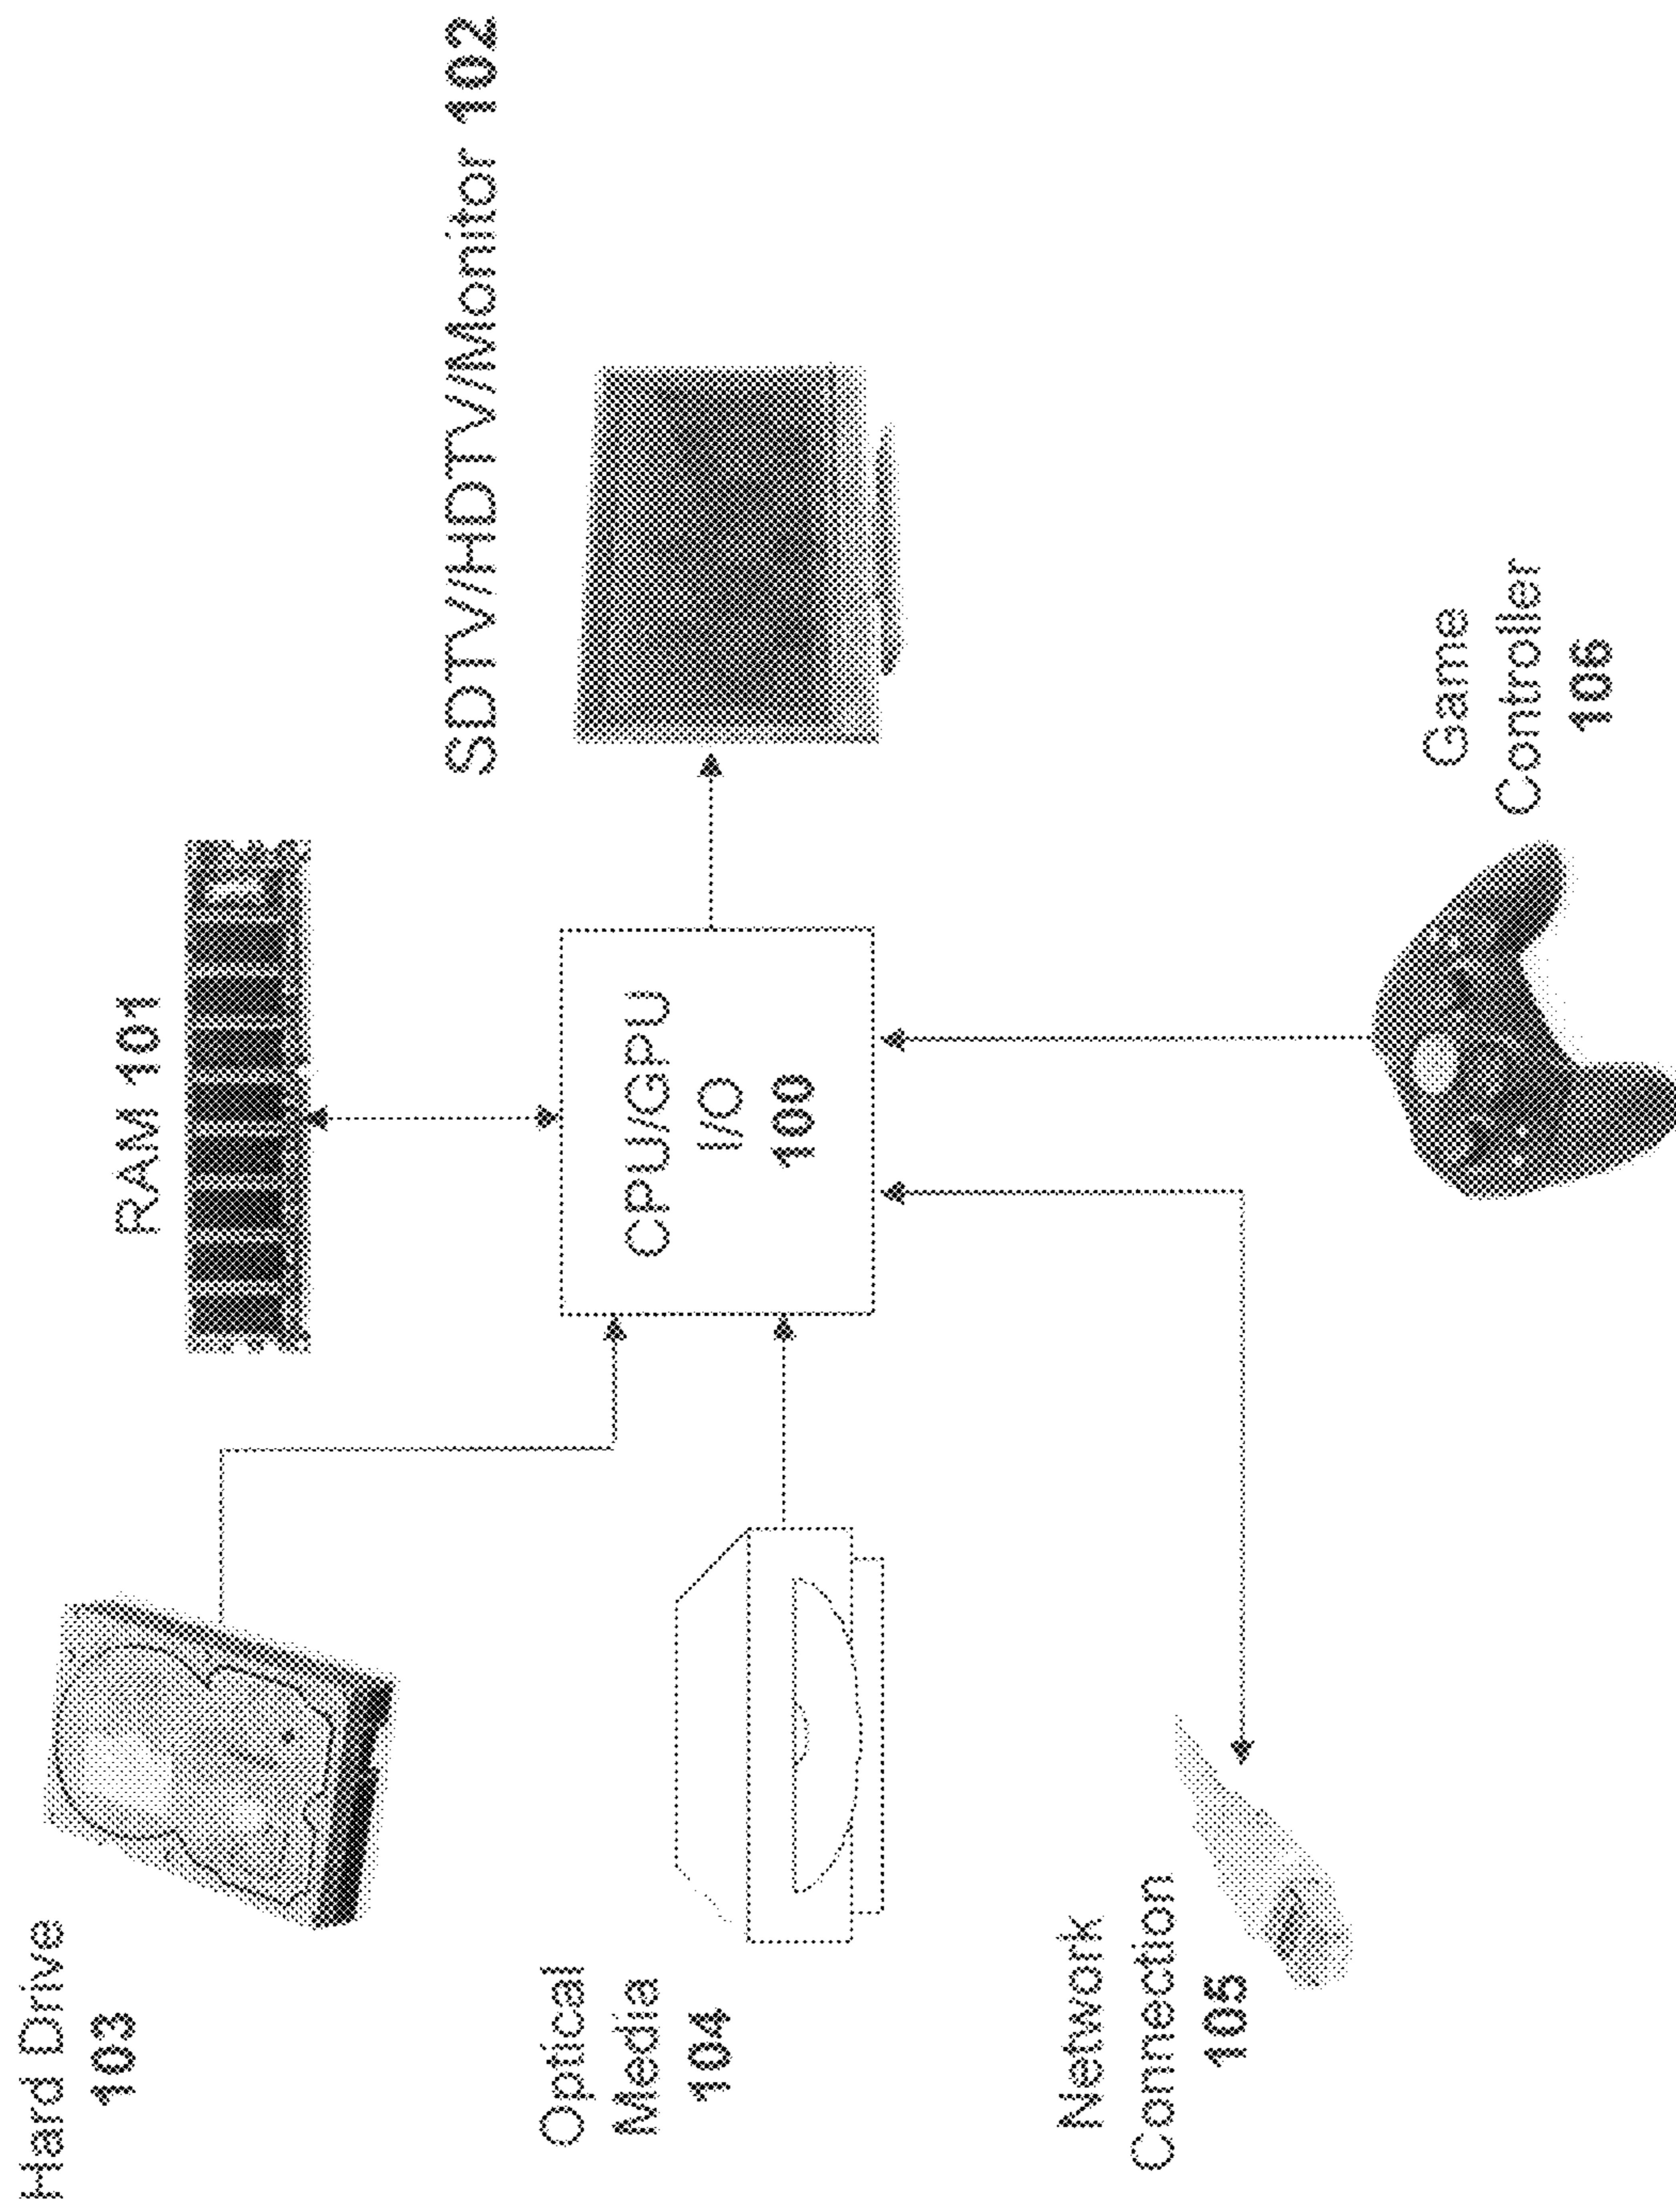 Hard Drive
103
RAM 101
SDTV/HDTV/Monitor 102
Optical
Media
104
CPU/GPU
I/O
100
Network
Connection
105
Game
Controller
106